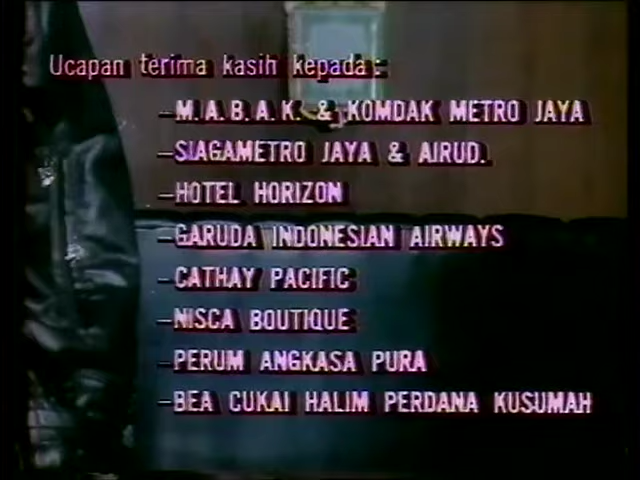 Ucapan terima kasih kepada :
-M.A.B.A.K. & KOMDAK METRO JAYA
-SIAGAMETRO JAYA & AIRUD.
-HOTEL HORIZON
-GARUDA INDONESIAN AIRWAYS
-CATHAY PACIFIC
-NISCA BOUTIQUE
-PERUM ANGKASA PURA
-BEA CUKAI HALIM PERDANA KUSUMAH